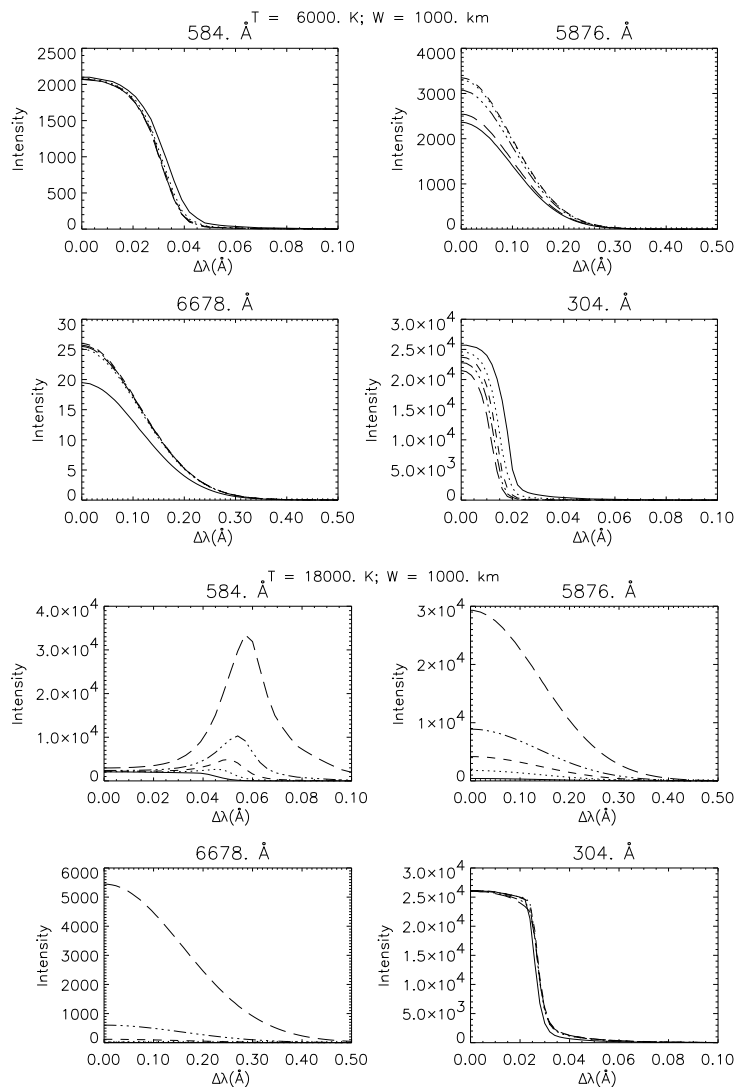 T = 6000. K; W = 1000. km
584. Å
5876. Å
Intensity
2500
2000
1500
1000
500
0
0.00 0.02 0.04 0.06 0.08 0.10
Δλ(Å)
Intensity
4000
3000
2000
1000
0
0.00 0.10 0.20 0.30 0.40 0.50
Δλ(Å)
6678. Å
304. Å
Intensity
30
25
20
15
10
5
0
0.00 0.10 0.20 0.30 0.40 0.50
Δλ(Å)
Intensity
3.0×10⁴
2.5×10⁴
2.0×10⁴
1.5×10⁴
1.0×10⁴
5.0×10³
0
0.00 0.02 0.04 0.06 0.08 0.10
Δλ(Å)
T = 18000. K; W = 1000. km
584. Å
5876. Å
Intensity
4.0×10⁴
3.0×10⁴
2.0×10⁴
1.0×10⁴
0
0.00 0.02 0.04 0.06 0.08 0.10
Δλ(Å)
Intensity
3×10⁴
2×10⁴
1×10⁴
0
0.00 0.10 0.20 0.30 0.40 0.50
Δλ(Å)
6678. Å
304. Å
Intensity
6000
5000
4000
3000
2000
1000
0
0.00 0.10 0.20 0.30 0.40 0.50
Δλ(Å)
Intensity
3.0×10⁴
2.5×10⁴
2.0×10⁴
1.5×10⁴
1.0×10⁴
5.0×10³
0
0.00 0.02 0.04 0.06 0.08 0.10
Δλ(Å)